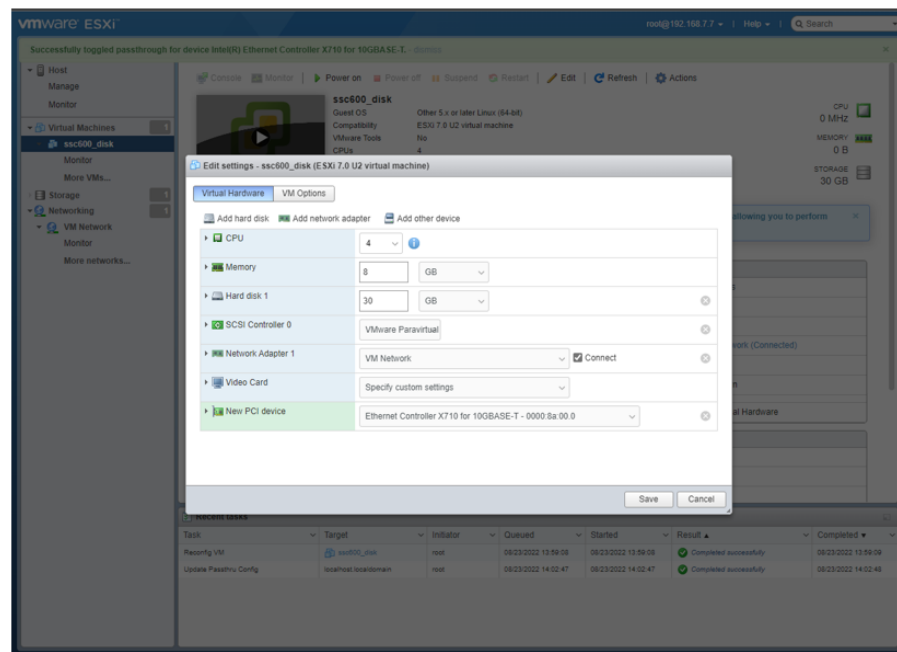 vmware ESXi
root@192.168.7.7 | Help | Search
Successfully toggled passthrough for device Intel(R) Ethernet Controller X710 for 10GBASE-T. - dismiss
Host
Manage
Monitor
Virtual Machines 1
ssc600_disk
Monitor
More VMs...
Storage 1
Networking 1
VM Network
Monitor
More networks...
Console Monitor | Power on Power off Suspend Restart | Edit | Refresh | Actions
ssc600_disk
Guest OS Other 5.x or later Linux (64-bit)
Compatibility ESXi 7.0 U2 virtual machine
VMware Tools No
CPUs 4
CPU
0 MHz
MEMORY
0 B
STORAGE
30 GB
allowing you to perform
(Connected)
al Hardware
Edit settings - ssc600_disk (ESXi 7.0 U2 virtual machine)
Virtual Hardware VM Options
Add hard disk Add network adapter Add other device
CPU 4
Memory 8 GB
Hard disk 1 30 GB
SCSI Controller 0 VMware Paravirtual
Network Adapter 1 VM Network Connect
Video Card Specify custom settings
New PCI device Ethernet Controller X710 for 10GBASE-T - 0000:8a:00.0
Save Cancel
Recent tasks
Task Target Initiator Queued Started Result Completed
Reconfig VM ssc600_disk root 08/23/2022 13:59:08 08/23/2022 13:59:08 Completed successfully 08/23/2022 13:59:09
Update Passthru Config localhost.localdomain root 08/23/2022 14:02:47 08/23/2022 14:02:47 Completed successfully 08/23/2022 14:02:48